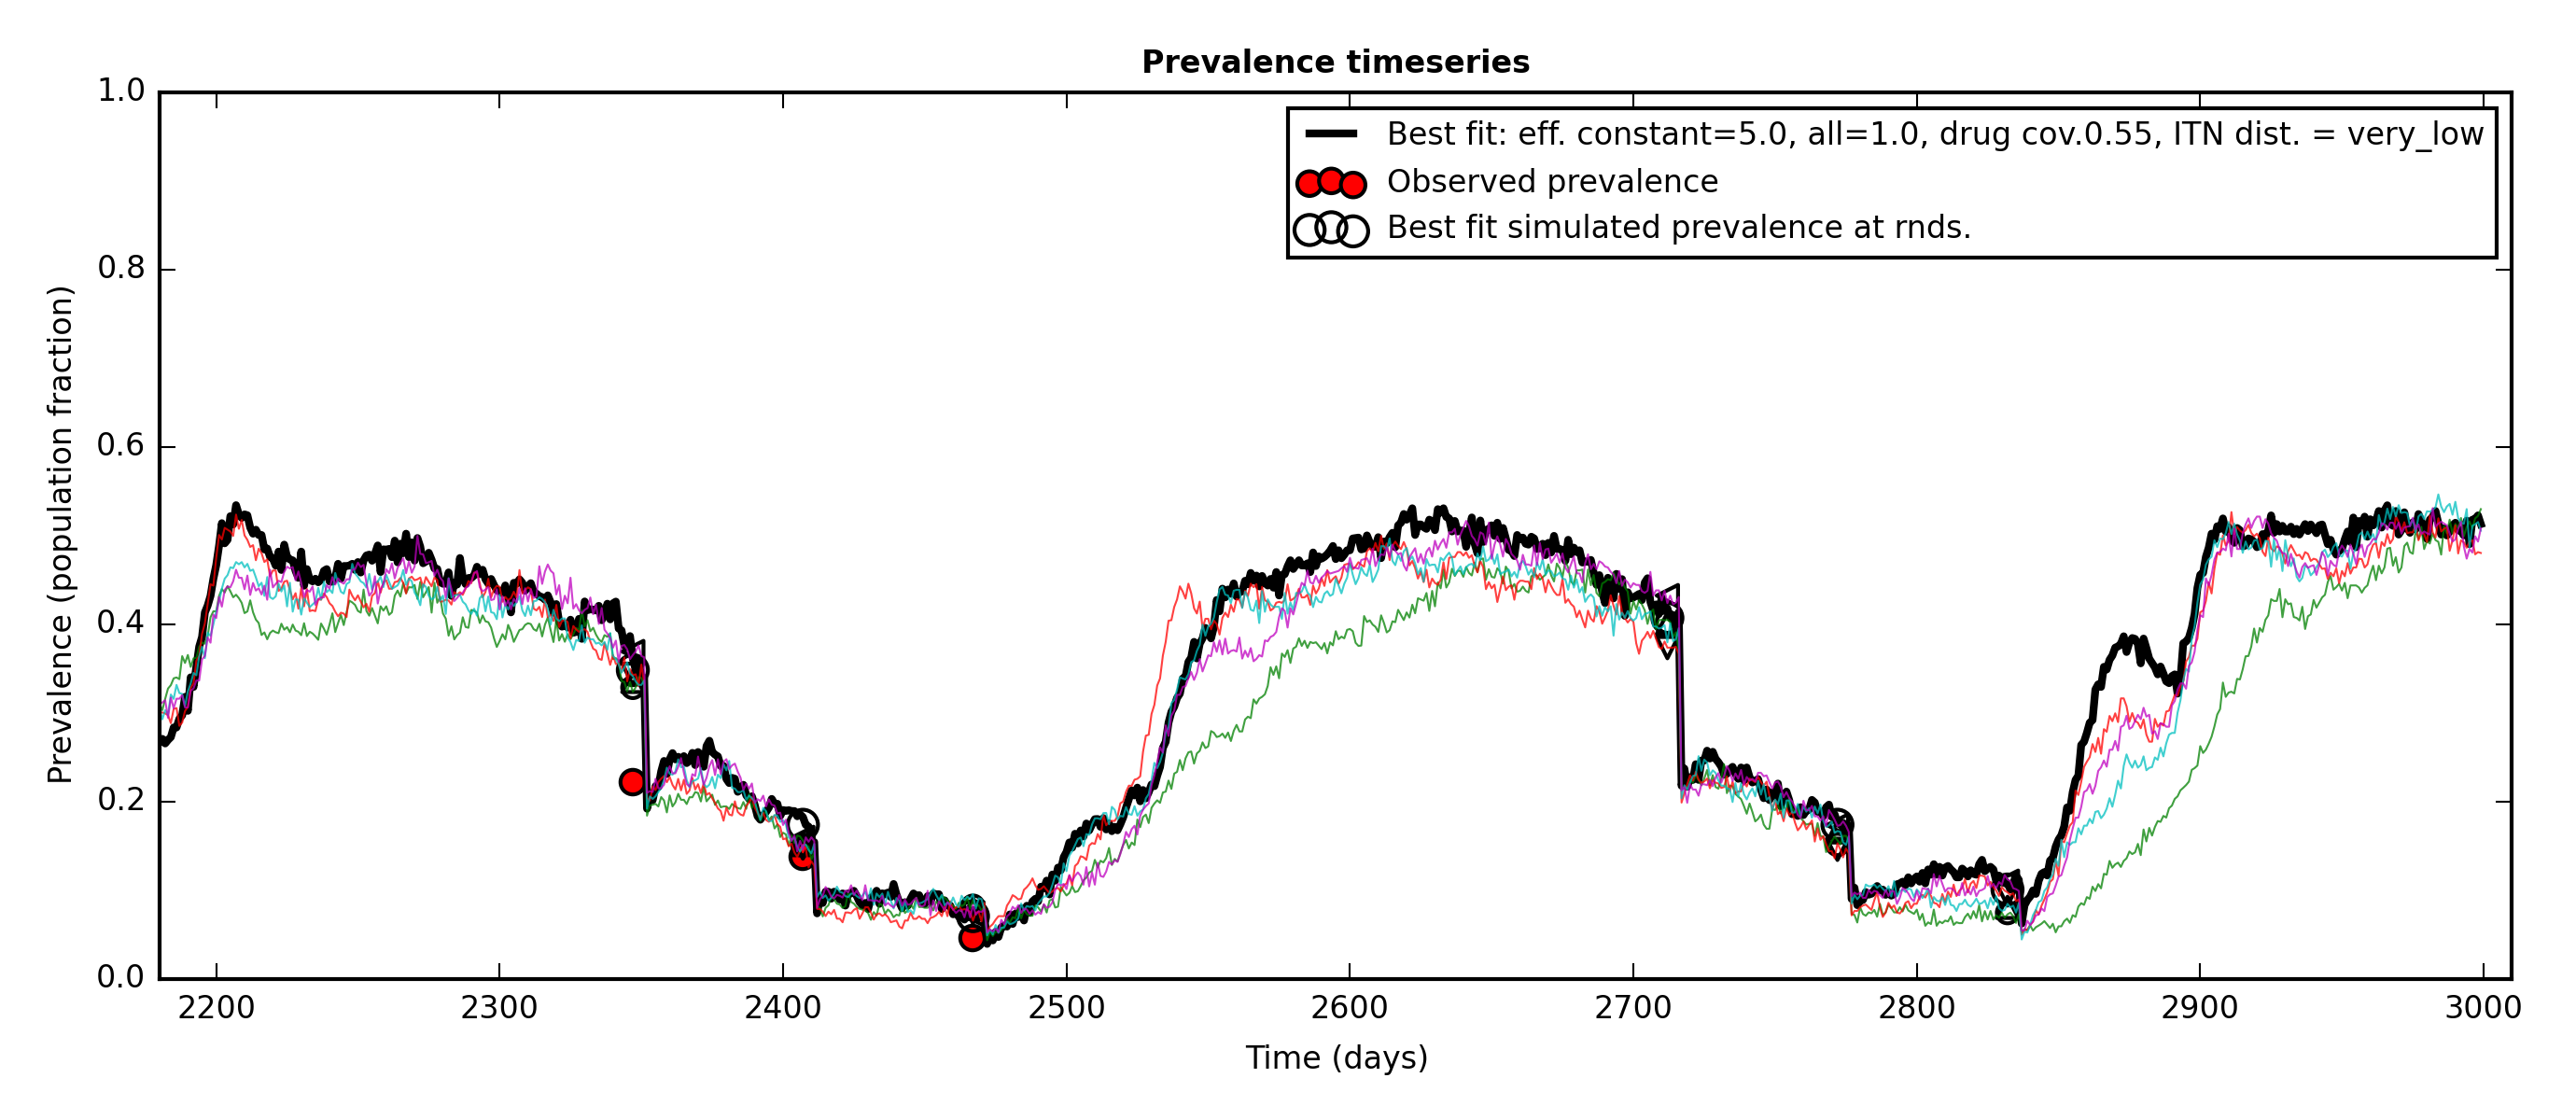 Prevalence timeseries
1.0
0.8
0.6
0.4
0.2
0.0
Prevalence (population fraction)
Best fit: eff. constant=5.0, all=1.0, drug cov.0.55, ITN dist. = very_low
Observed prevalence
Best fit simulated prevalence at rnds.
2200 2300 2400 2500 2600 2700 2800 2900 3000
Time (days)